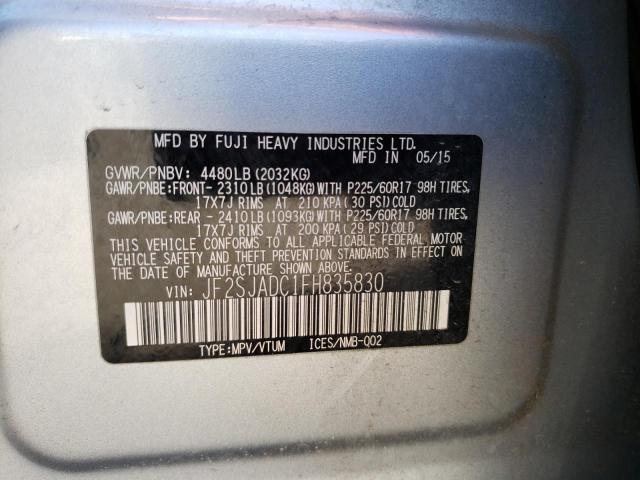 MFD BY FUJI HEAVY INDUSTRIES LTD.
MFD IN 05/15
GVWR/PNBV: 4480LB (2032KG)
GAWR/PNBE:FRONT- 2310LB(1048KG)WITH P225/60R17 98H TIRES,
17X7J RIMS AT 210 KPA (30 PSI) COLD
GAWR/PNBE:REAR - 2410LB(1093KG)WITH P225/60R17 98H TIRES,
17X7J RIMS AT 200 KPA (29 PSI) COLD
THIS VEHICLE CONFORMS TO ALL APPLICABLE FEDERAL MOTOR
VEHICLE SAFETY, BUMPER, AND THEFT PREVENTION STANDARDS IN EFFECT ON
THE DATE OF MANUFACTURE SHOWN ABOVE.
VIN: JF2SJADC1FH835830
TYPE:MPV/VTUM ICES/NMB-002